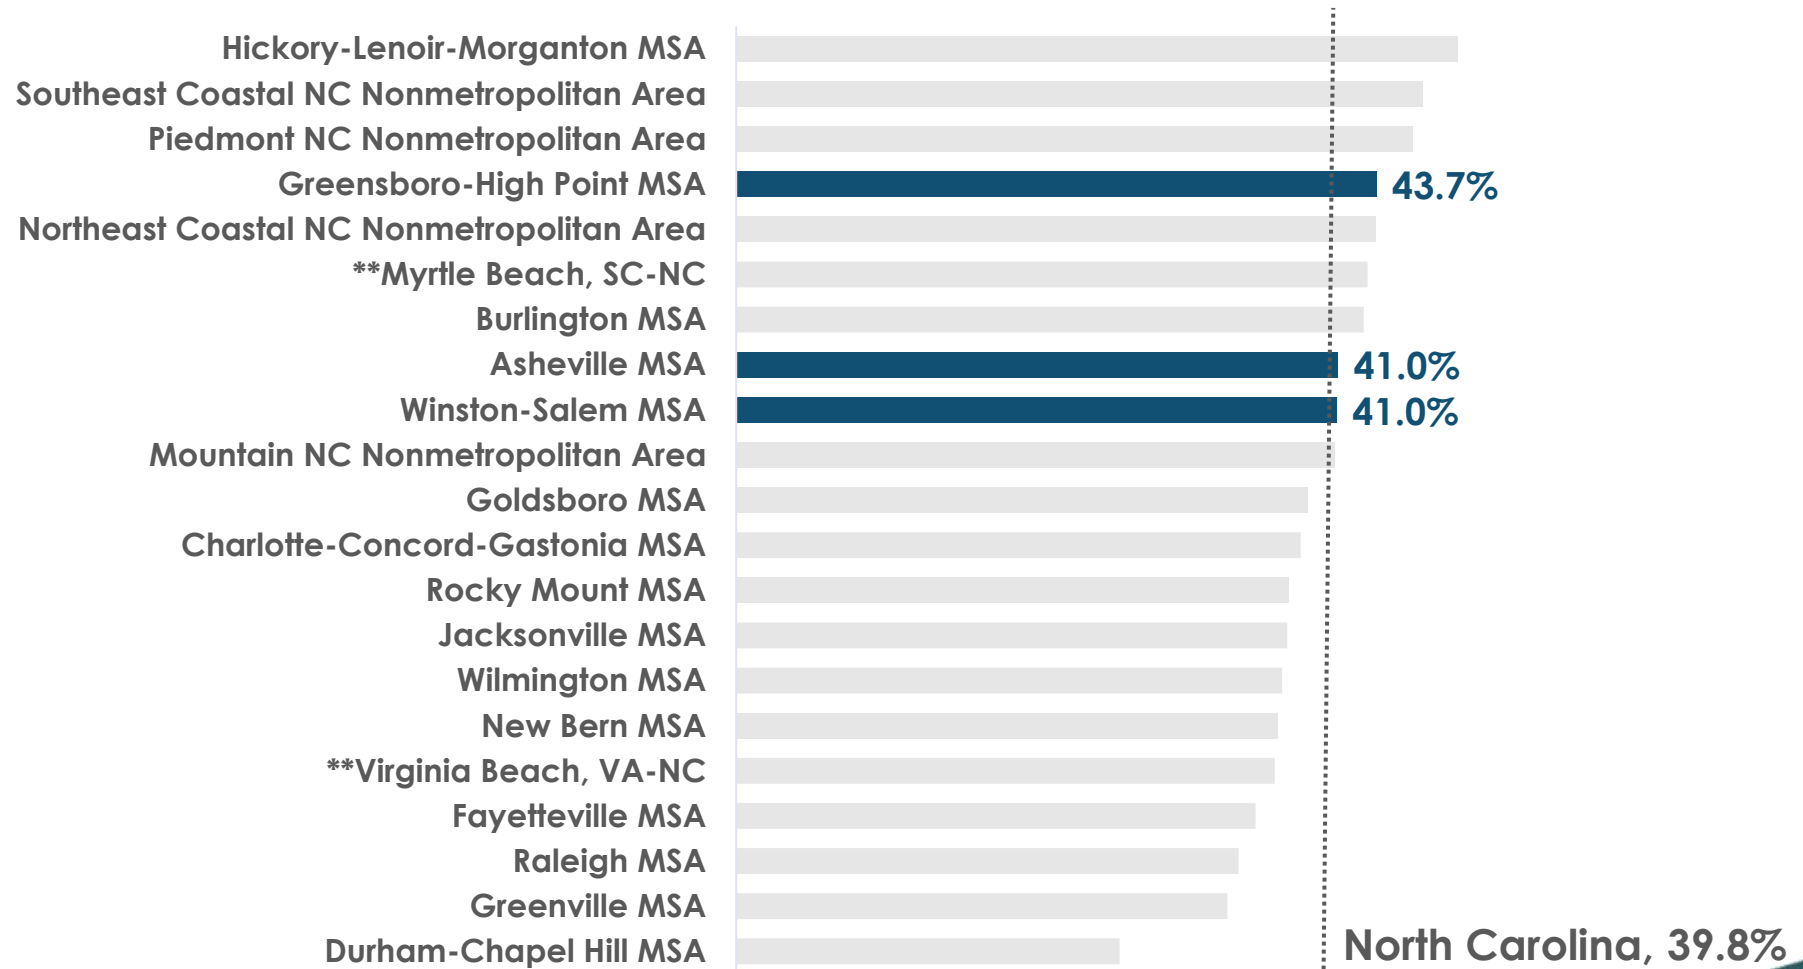 Hickory-Lenoir-Morganton MSA
Southeast Coastal NC Nonmetropolitan Area
Piedmont NC Nonmetropolitan Area
Greensboro-High Point MSA 43.7%
Northeast Coastal NC Nonmetropolitan Area
**Myrtle Beach, SC-NC
Burlington MSA
Asheville MSA 41.0%
Winston-Salem MSA 41.0%
Mountain NC Nonmetropolitan Area
Goldsboro MSA
Charlotte-Concord-Gastonia MSA
Rocky Mount MSA
Jacksonville MSA
Wilmington MSA
New Bern MSA
**Virginia Beach, VA-NC
Fayetteville MSA
Raleigh MSA
Greenville MSA
Durham-Chapel Hill MSA
North Carolina, 39.8%